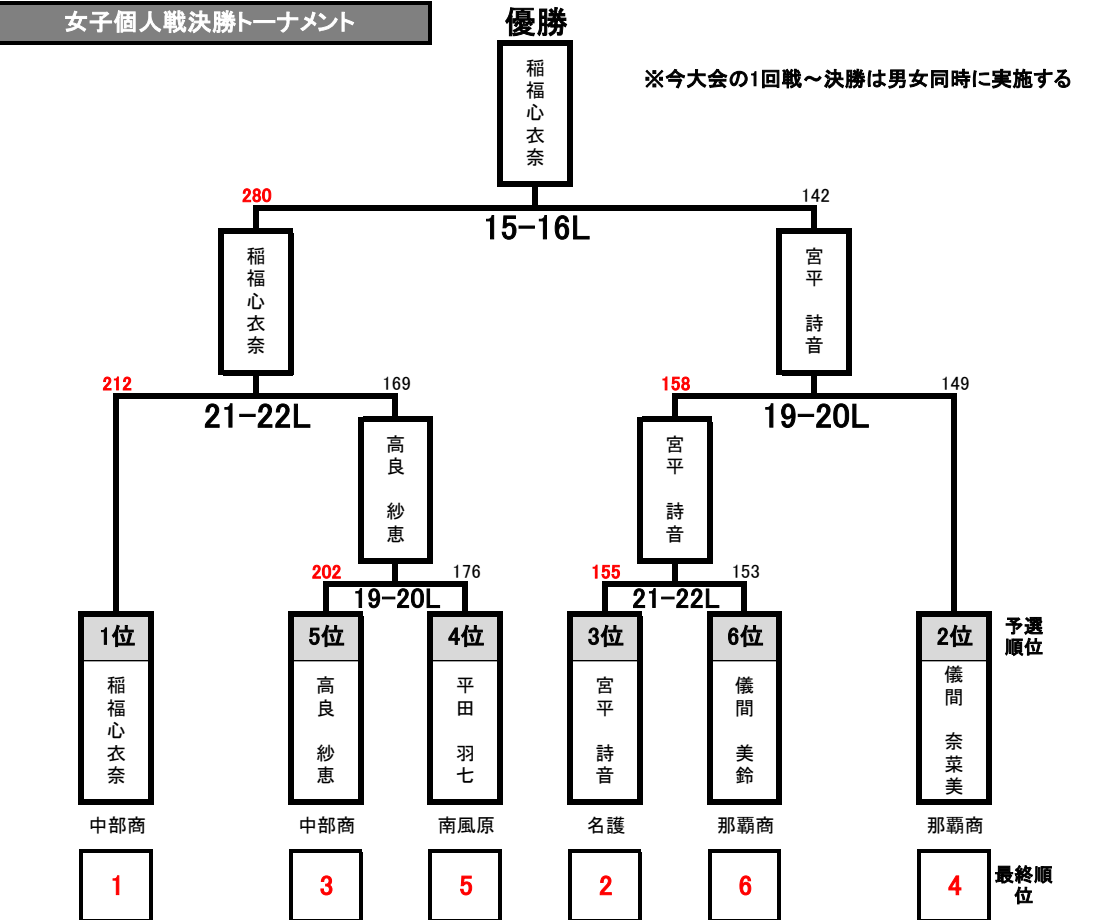 女子個人戦決勝トーナメント
優勝
※今大会の1回戦～決勝は男女同時に実施する
稲福心衣奈
280
142
15-16L
稲福心衣奈
宮平 詩音
212
169
158
149
21-22L
19-20L
高良 紗恵
宮平 詩音
202
176
155
153
19-20L
21-22L
1位
5位
4位
3位
6位
2位
予選
順位
稲福心衣奈
高良 紗恵
平田 羽七
宮平 詩音
儀間 美鈴
儀間 奈菜美
中部商
中部商
南風原
名護
那覇商
那覇商
1
3
5
2
6
4
最終順
位